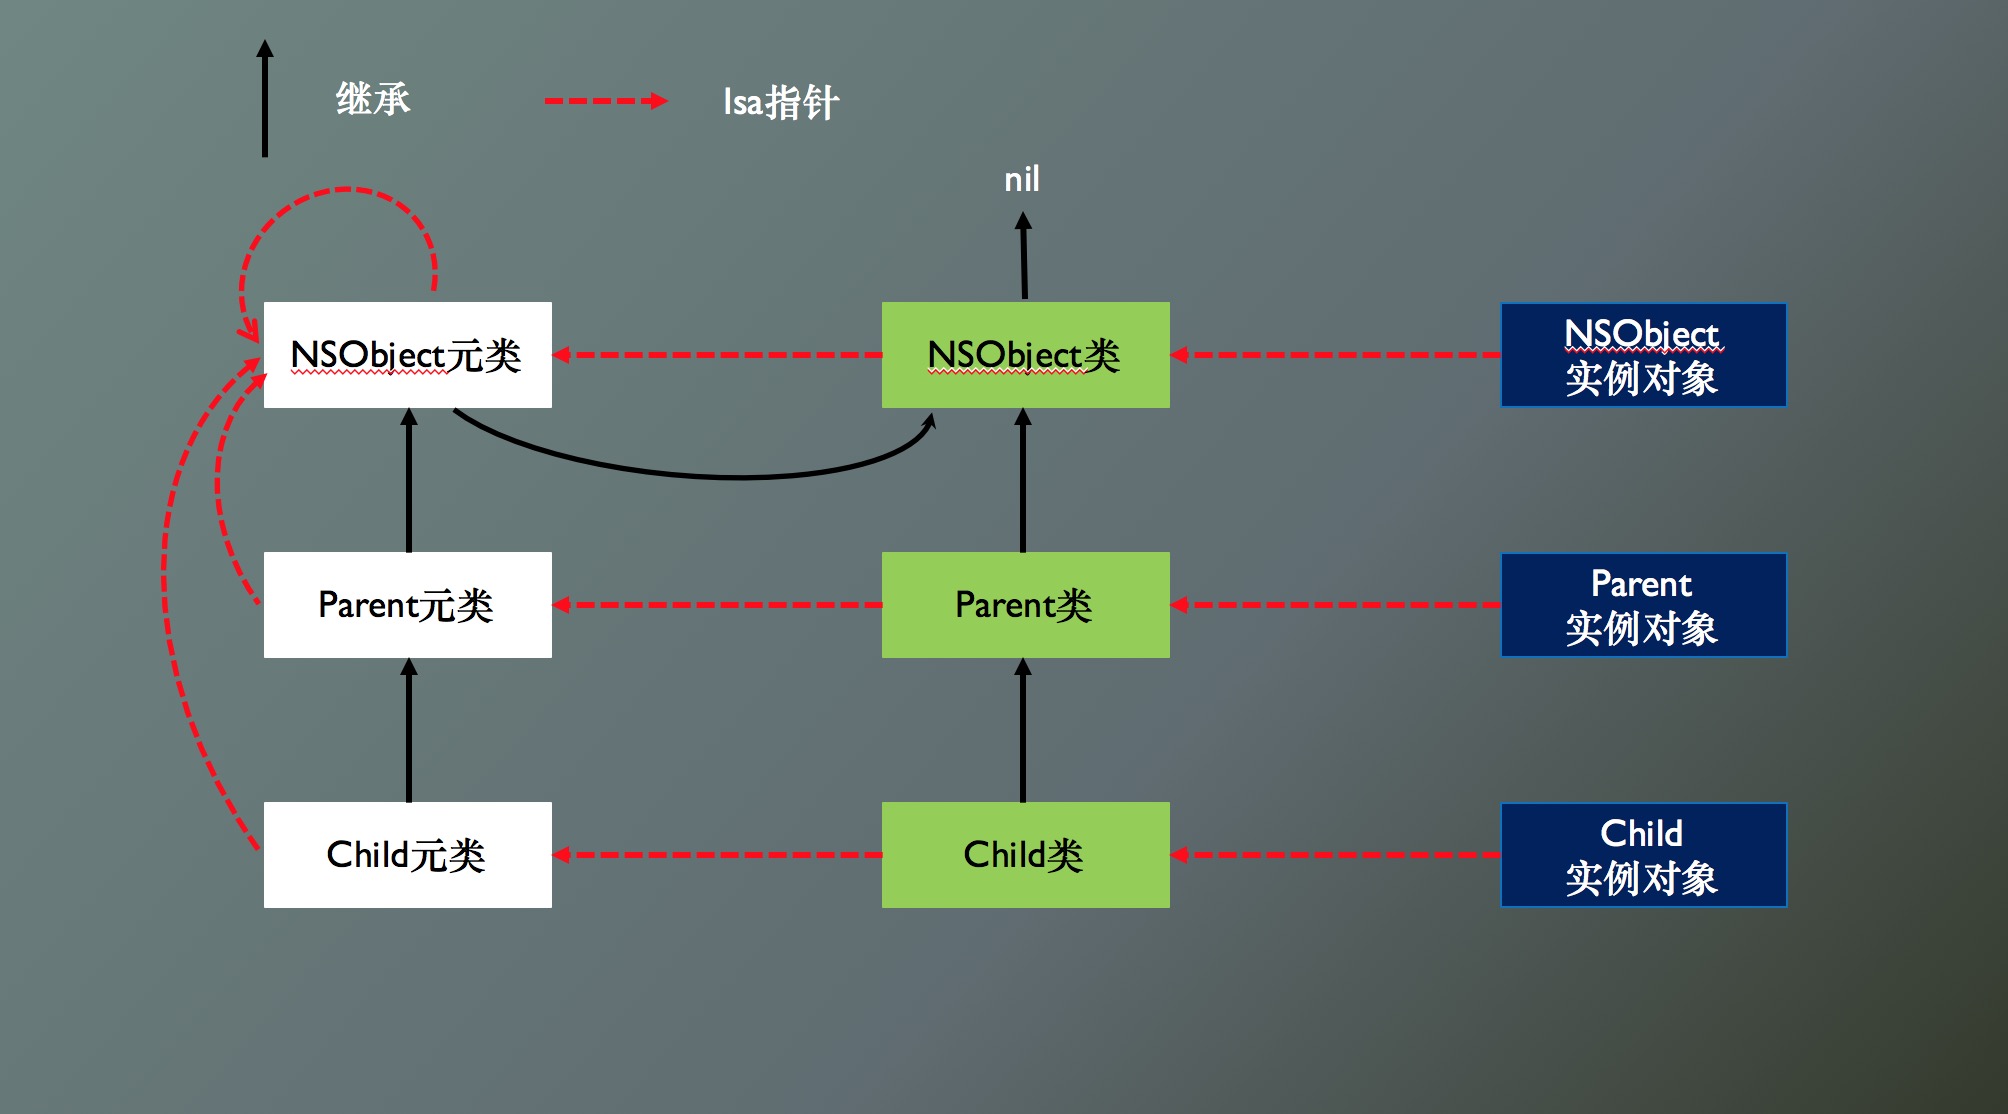 继承
Isa指针
nil
NSObject元类
NSObject类
NSObject
实例对象
Parent元类
Parent类
Parent
实例对象
Child元类
Child类
Child
实例对象